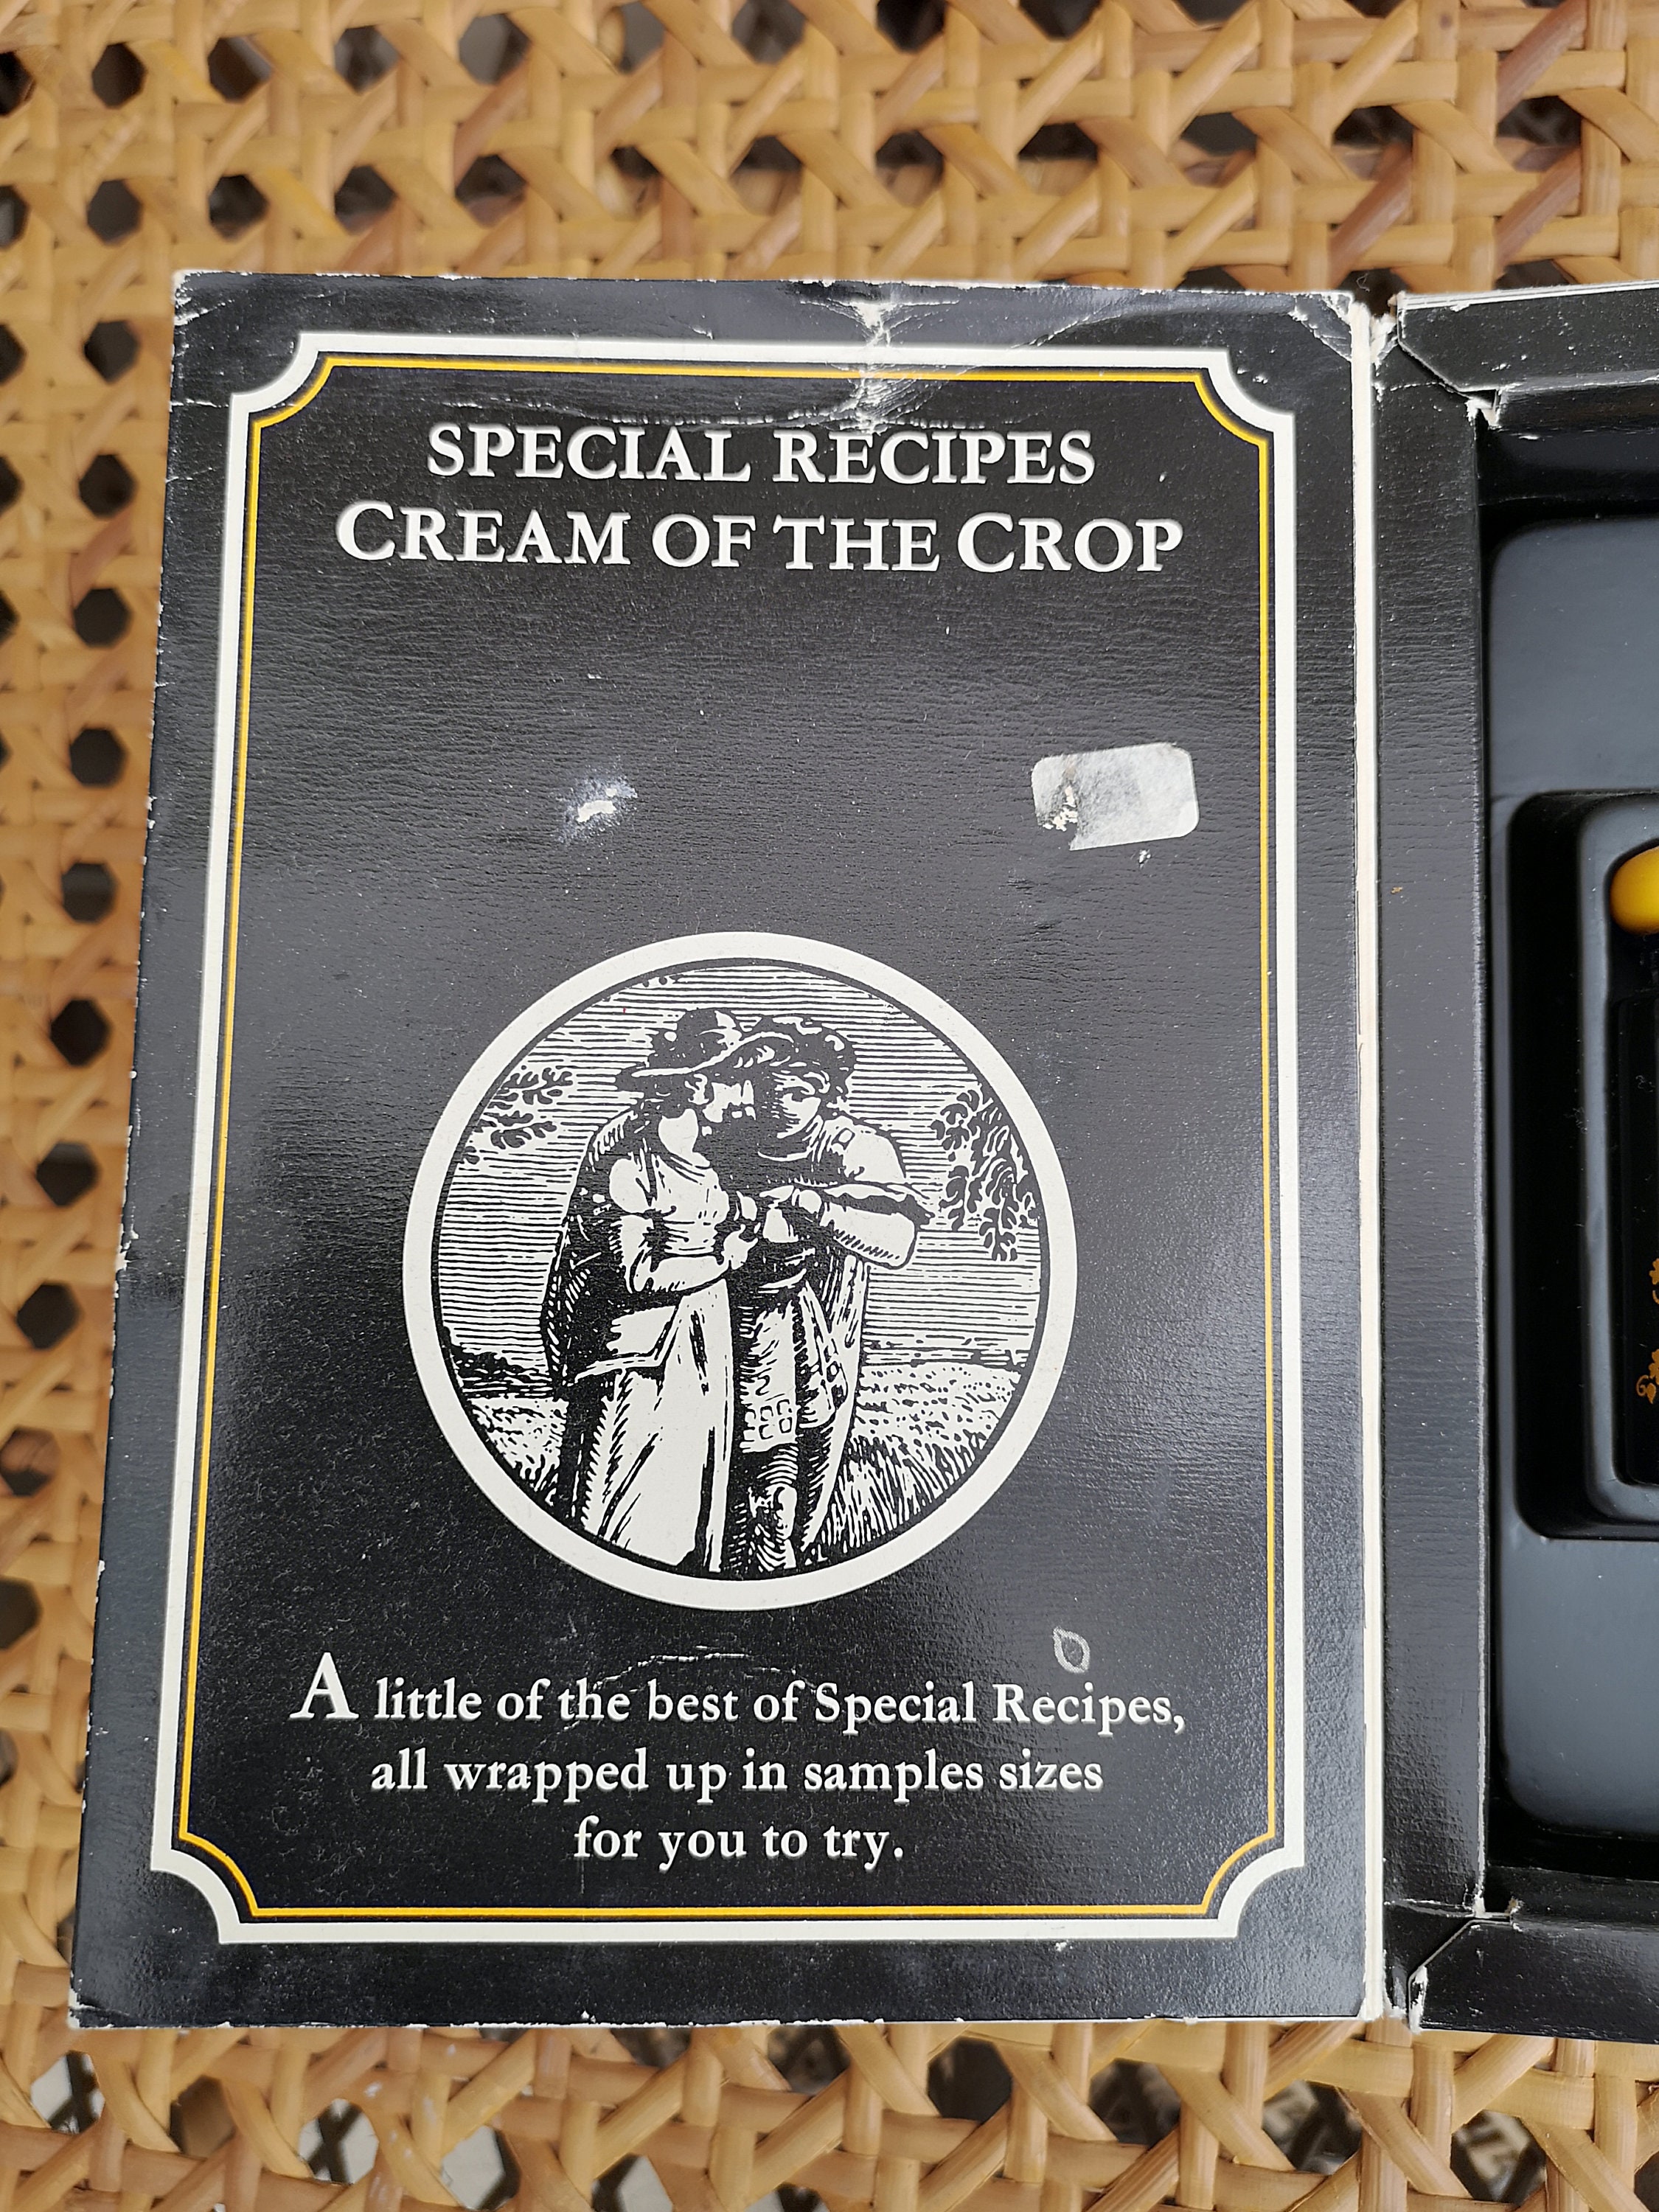 SPECIAL RECIPES
CREAM OF THE CROP
A little of the best of Special Recipes,
all wrapped up in samples sizes
for you to try.